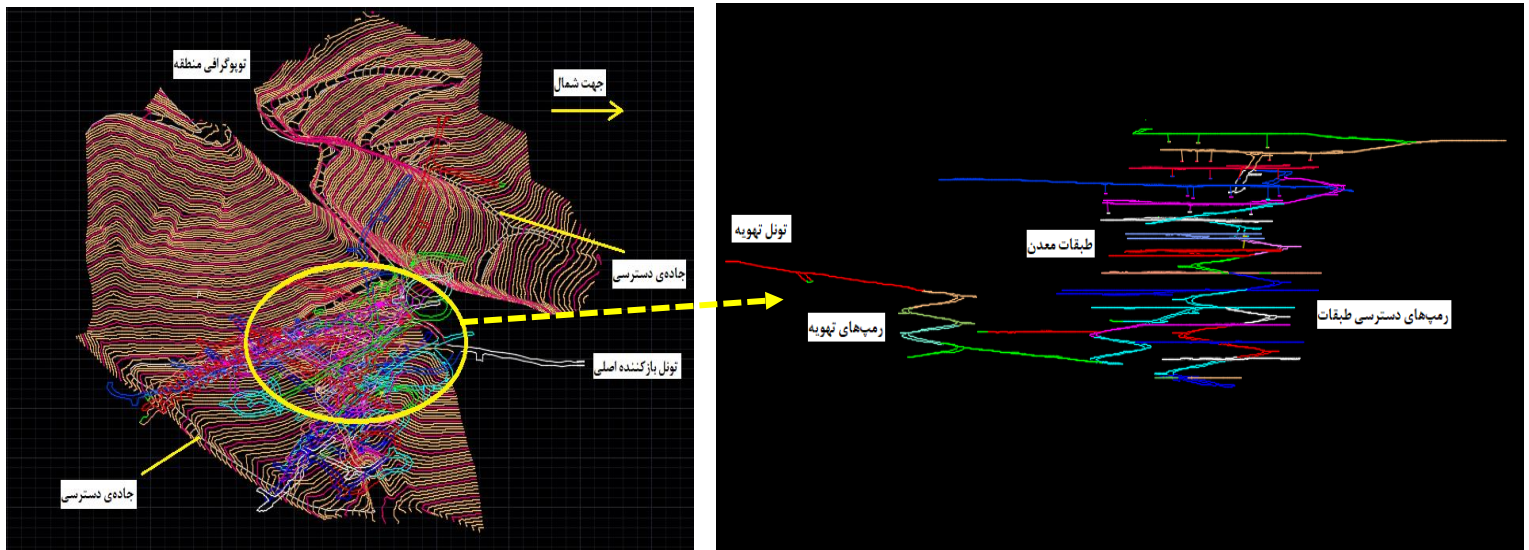 توپوگرافی منطقه
جهت شمال
جاده‌ی دسترسی
تونل بازکننده اصلی
جاده‌ی دسترسی
تونل تهویه
طبقات معدن
رمپ‌های تهویه
رمپ‌های دسترسی طبقات